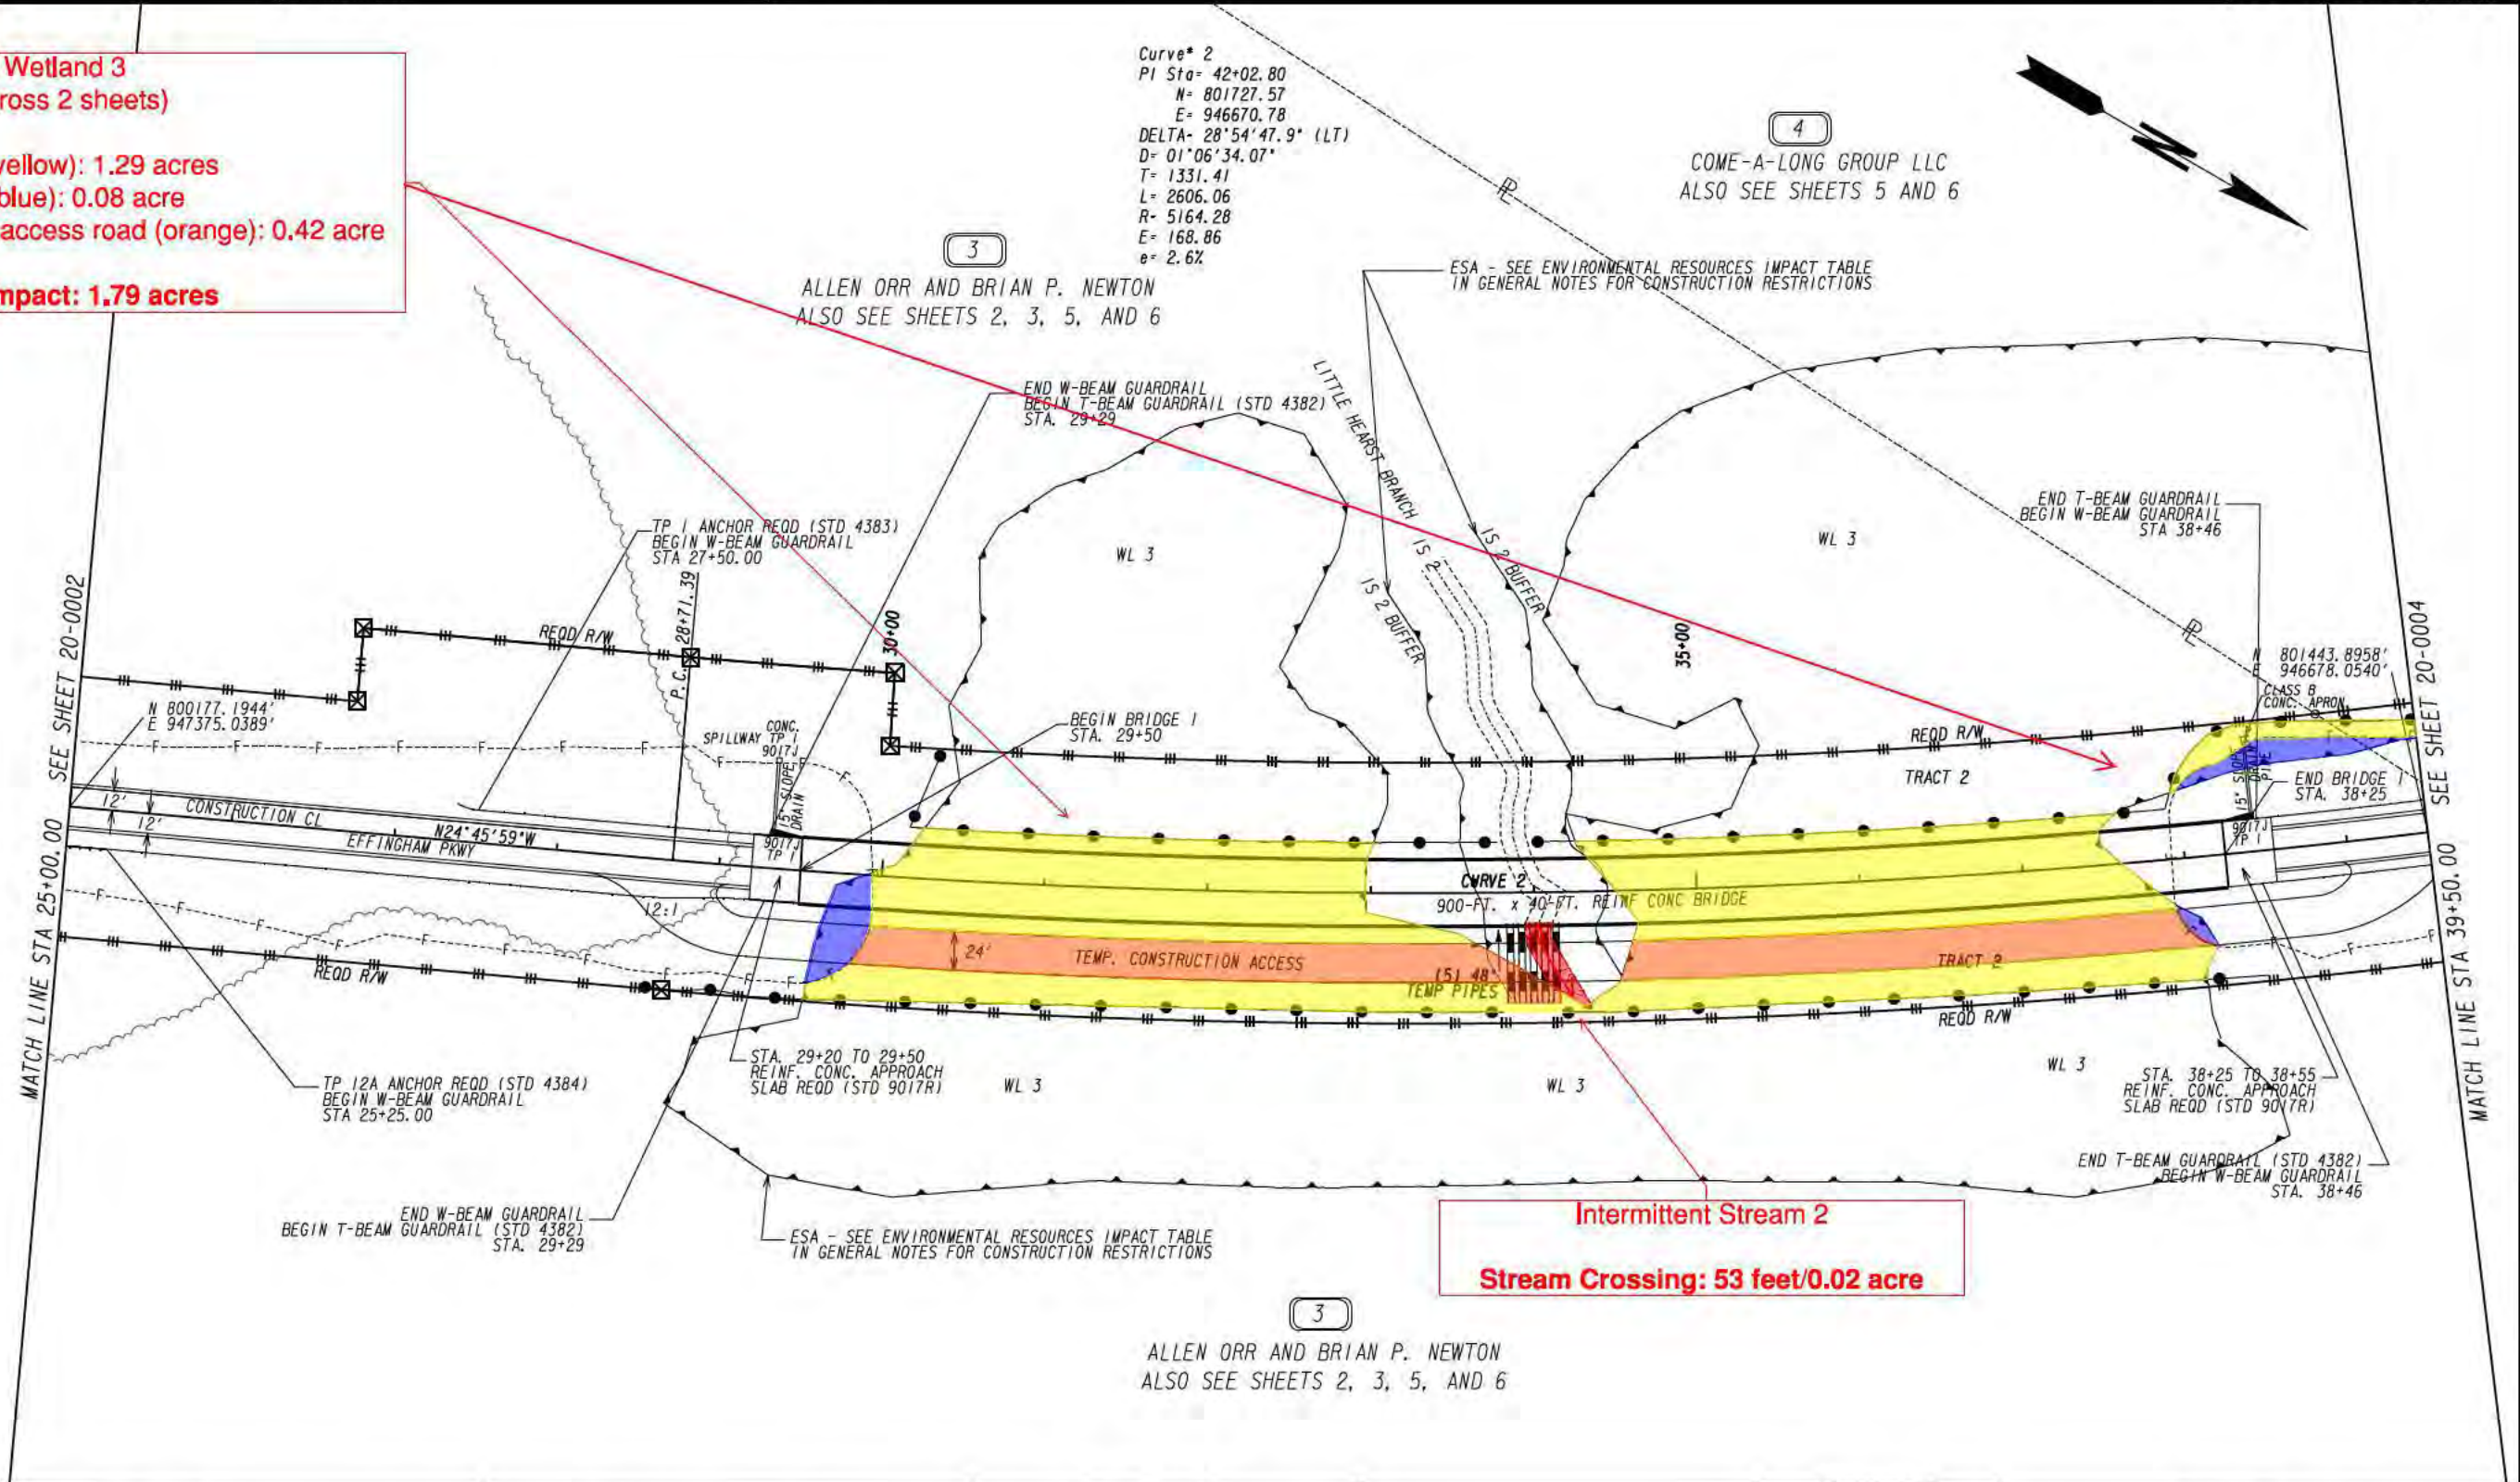 Wetland 3
ross 2 sheets)
yellow): 1.29 acres
blue): 0.08 acre
access road (orange): 0.42 acre
mpact: 1.79 acres
Curve# 2
PI Sta= 42+02.80
N= 801727.57
E= 946670.78
DELTA= 28°54'47.9" (LT)
D= 01°06'34.07"
T= 1331.41
L= 2606.06
R= 5164.28
E= 168.86
e= 2.6%
N
4
COME-A-LONG GROUP LLC
ALSO SEE SHEETS 5 AND 6
3
ALLEN ORR AND BRIAN P. NEWTON
ALSO SEE SHEETS 2, 3, 5, AND 6
ESA - SEE ENVIRONMENTAL RESOURCES IMPACT TABLE
IN GENERAL NOTES FOR CONSTRUCTION RESTRICTIONS
PL
END W-BEAM GUARDRAIL
BEGIN T-BEAM GUARDRAIL (STD 4382)
STA. 29+29
LITTLE HEARST BRANCH
IS 2
IS 2 BUFFER
IS 2 BUFFER
TP 1 ANCHOR REQD (STD 4383)
BEGIN W-BEAM GUARDRAIL
STA 27+50.00
WL 3
WL 3
END T-BEAM GUARDRAIL
BEGIN W-BEAM GUARDRAIL
STA 38+46
MATCH LINE STA 25+00.00 SEE SHEET 20-0002
REQD R/W
P.C. 28+71.39
30+00
35+00
PL
N 801443.8958'
E 946678.0540'
CLASS B
CONC. APRON
N 800177.1944'
E 947375.0389'
F F F F F F F F F
CONC.
SPILLWAY TP 1
9017J
15" SLOPE
DRAIN
BEGIN BRIDGE 1
STA. 29+50
REQD R/W
TRACT 2
15" SLOPE
DRAIN
PIPE
END BRIDGE 1
STA. 38+25
SEE SHEET 20-0004
12'
12'
CONSTRUCTION CL
N24°45'59"W
EFFINGHAM PKWY
9017J
TP 1
9017J
TP 1
CURVE 2
900-FT. x 40-FT. REINF CONC BRIDGE
12:1
F F F F F F F F F
24'
TEMP. CONSTRUCTION ACCESS
(5) 48"
TEMP PIPES
TRACT 2
REQD R/W
REQD R/W
MATCH LINE STA 39+50.00
TP 12A ANCHOR REQD (STD 4384)
BEGIN W-BEAM GUARDRAIL
STA 25+25.00
STA. 29+20 TO 29+50
REINF. CONC. APPROACH
SLAB REQD (STD 9017R)
WL 3
WL 3
WL 3
STA. 38+25 TO 38+55
REINF. CONC. APPROACH
SLAB REQD (STD 9017R)
END W-BEAM GUARDRAIL
BEGIN T-BEAM GUARDRAIL (STD 4382)
STA. 29+29
ESA - SEE ENVIRONMENTAL RESOURCES IMPACT TABLE
IN GENERAL NOTES FOR CONSTRUCTION RESTRICTIONS
END T-BEAM GUARDRAIL (STD 4382)
BEGIN W-BEAM GUARDRAIL
STA. 38+46
Intermittent Stream 2
Stream Crossing: 53 feet/0.02 acre
3
ALLEN ORR AND BRIAN P. NEWTON
ALSO SEE SHEETS 2, 3, 5, AND 6